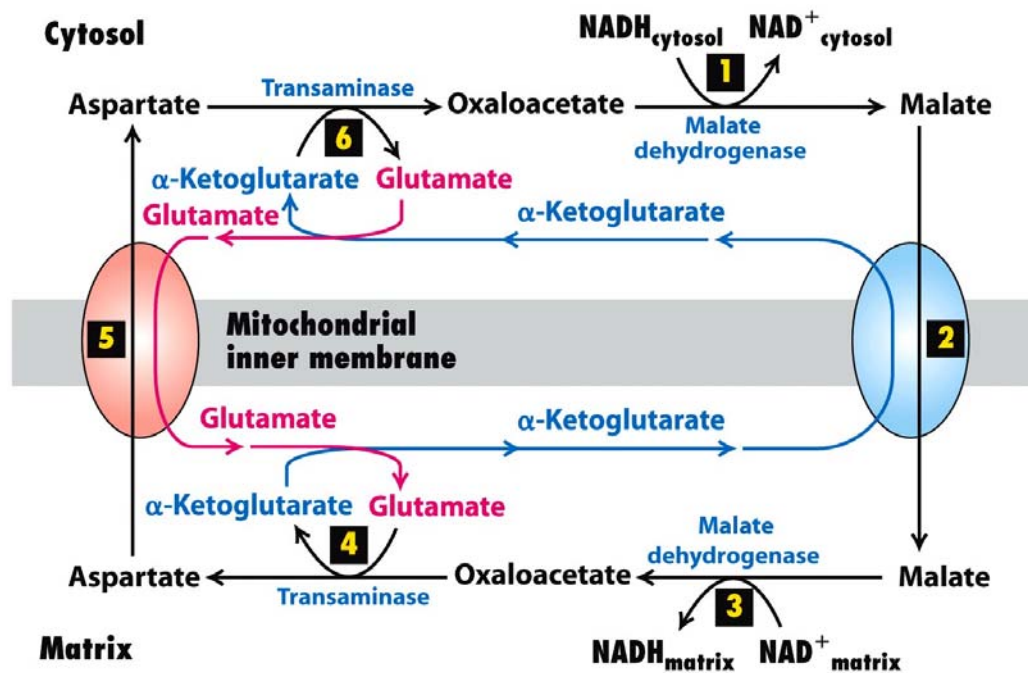 Cytosol
NADHcytosol NAD+cytosol
1
Aspartate
Transaminase
Oxaloacetate
Malate
dehydrogenase
Malate
6
α-Ketoglutarate Glutamate
Glutamate
α-Ketoglutarate
5
Mitochondrial
inner membrane
2
Glutamate
α-Ketoglutarate
α-Ketoglutarate Glutamate
4
Aspartate
Transaminase
Oxaloacetate
Malate
dehydrogenase
Malate
3
Matrix
NADHmatrix NAD+matrix